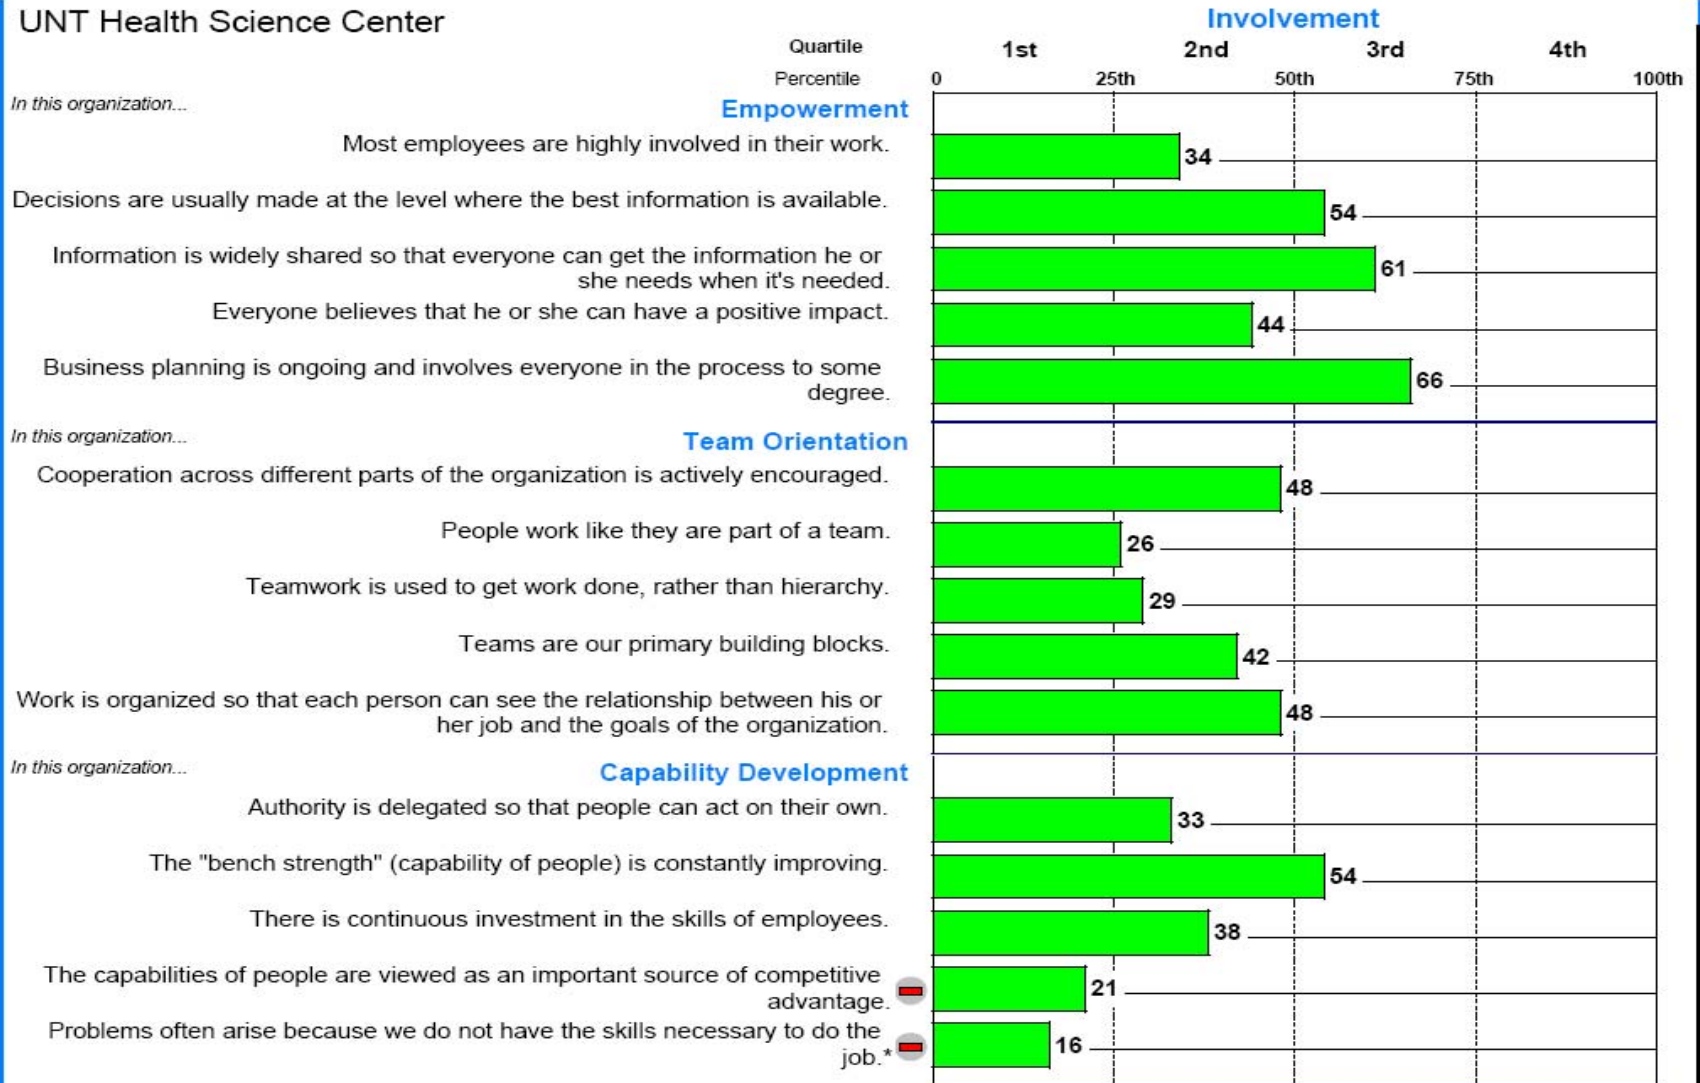 UNT Health Science Center
Involvement
Quartile 1st 2nd 3rd 4th
Percentile 0 25th 50th 75th 100th
In this organization...
Empowerment
Most employees are highly involved in their work. 34
Decisions are usually made at the level where the best information is available. 54
Information is widely shared so that everyone can get the information he or
she needs when it's needed. 61
Everyone believes that he or she can have a positive impact. 44
Business planning is ongoing and involves everyone in the process to some
degree. 66
In this organization...
Team Orientation
Cooperation across different parts of the organization is actively encouraged. 48
People work like they are part of a team. 26
Teamwork is used to get work done, rather than hierarchy. 29
Teams are our primary building blocks. 42
Work is organized so that each person can see the relationship between his or
her job and the goals of the organization. 48
In this organization...
Capability Development
Authority is delegated so that people can act on their own. 33
The "bench strength" (capability of people) is constantly improving. 54
There is continuous investment in the skills of employees. 38
The capabilities of people are viewed as an important source of competitive
advantage. 21
Problems often arise because we do not have the skills necessary to do the
job.* 16